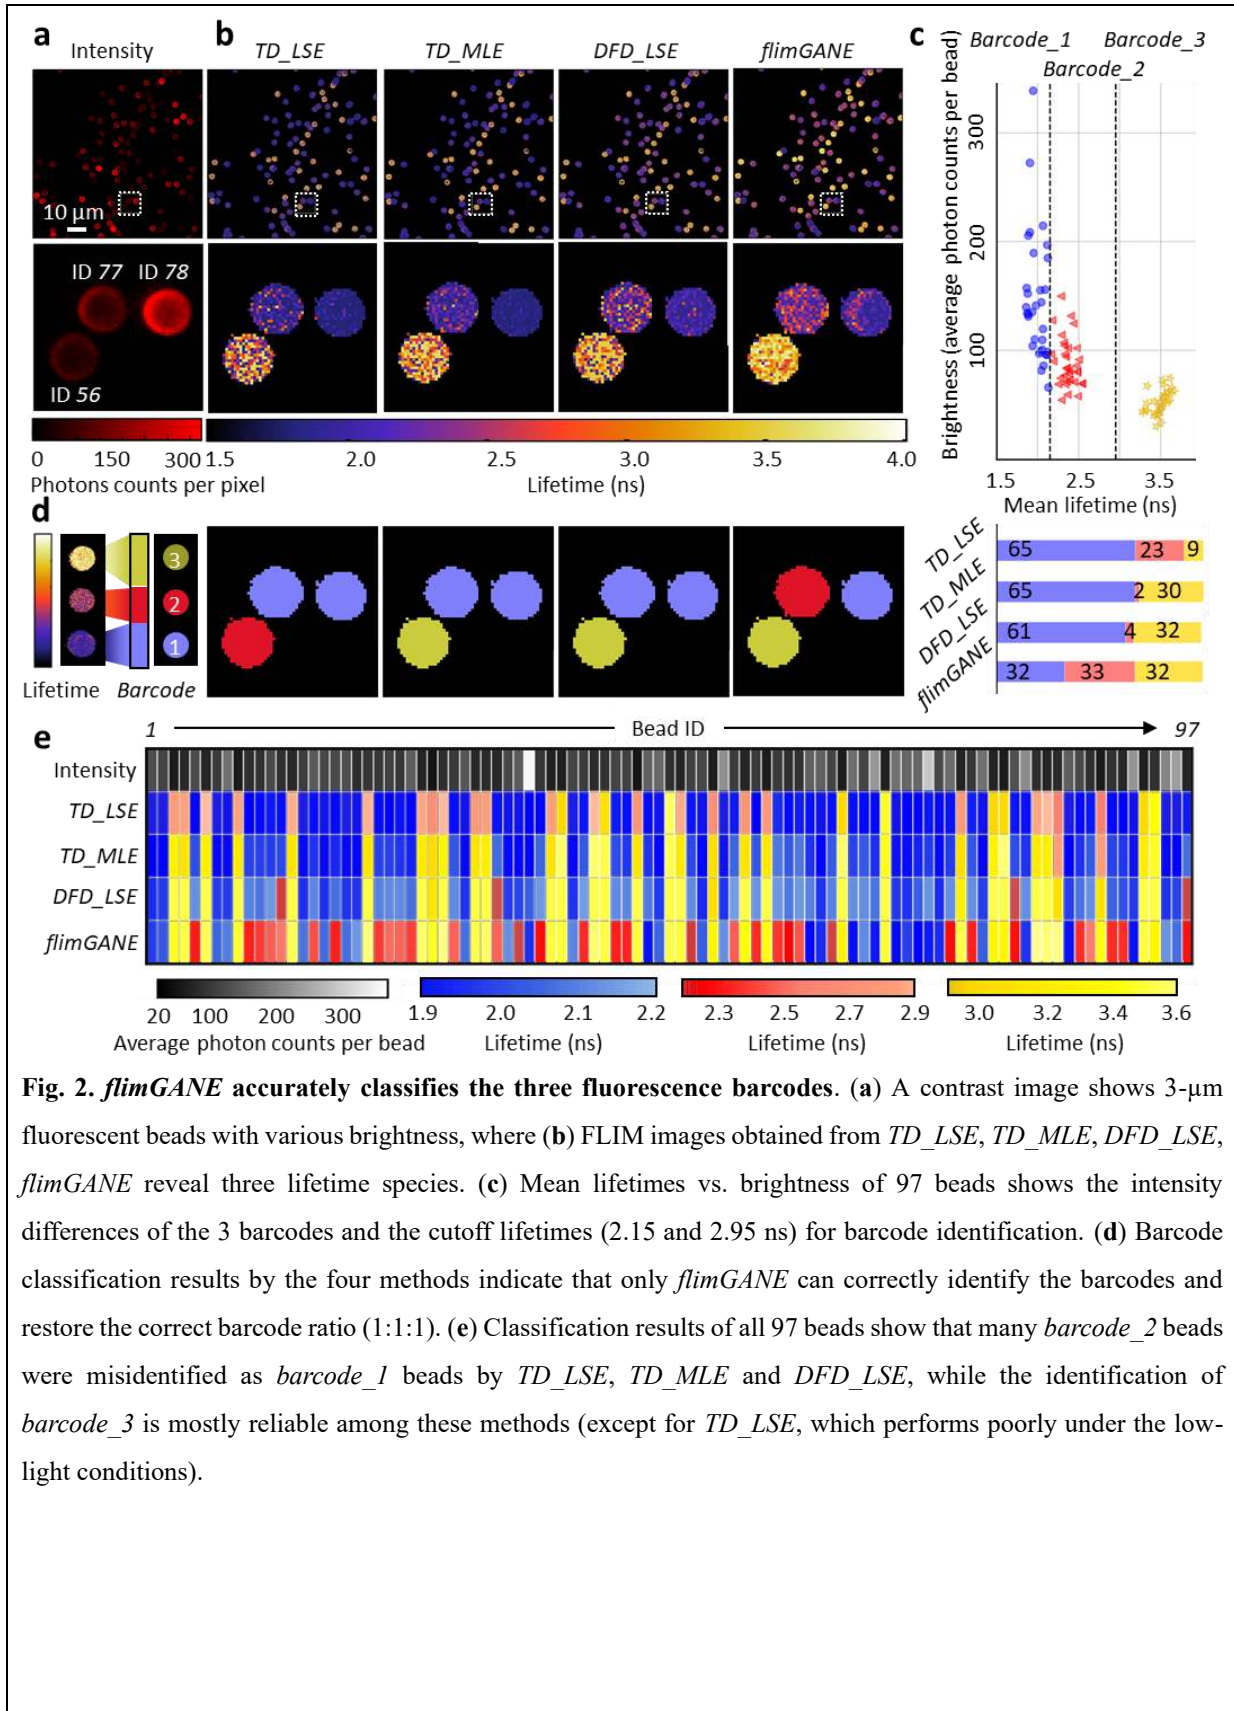 a
Intensity
b
TD_LSE
TD_MLE
DFD_LSE
flimGANE
10 µm
ID 77
ID 78
ID 56
0 150 300
Photons counts per pixel
1.5 2.0 2.5 3.0 3.5 4.0
Lifetime (ns)
c
Barcode_1
Barcode_2
Barcode_3
Brightness (average photon counts per bead)
300
200
100
1.5 2.5 3.5
Mean lifetime (ns)
d
3
2
1
Lifetime Barcode
TD_LSE
65 23 9
TD_MLE
65 2 30
DFD_LSE
61 4 32
flimGANE
32 33 32
e
1 Bead ID 97
Intensity
TD_LSE
TD_MLE
DFD_LSE
flimGANE
20 100 200 300
Average photon counts per bead
1.9 2.0 2.1 2.2
Lifetime (ns)
2.3 2.5 2.7 2.9
Lifetime (ns)
3.0 3.2 3.4 3.6
Lifetime (ns)
Fig. 2. flimGANE accurately classifies the three fluorescence barcodes. (a) A contrast image shows 3-µm
fluorescent beads with various brightness, where (b) FLIM images obtained from TD_LSE, TD_MLE, DFD_LSE,
flimGANE reveal three lifetime species. (c) Mean lifetimes vs. brightness of 97 beads shows the intensity
differences of the 3 barcodes and the cutoff lifetimes (2.15 and 2.95 ns) for barcode identification. (d) Barcode
classification results by the four methods indicate that only flimGANE can correctly identify the barcodes and
restore the correct barcode ratio (1:1:1). (e) Classification results of all 97 beads show that many barcode_2 beads
were misidentified as barcode_1 beads by TD_LSE, TD_MLE and DFD_LSE, while the identification of
barcode_3 is mostly reliable among these methods (except for TD_LSE, which performs poorly under the low-
light conditions).